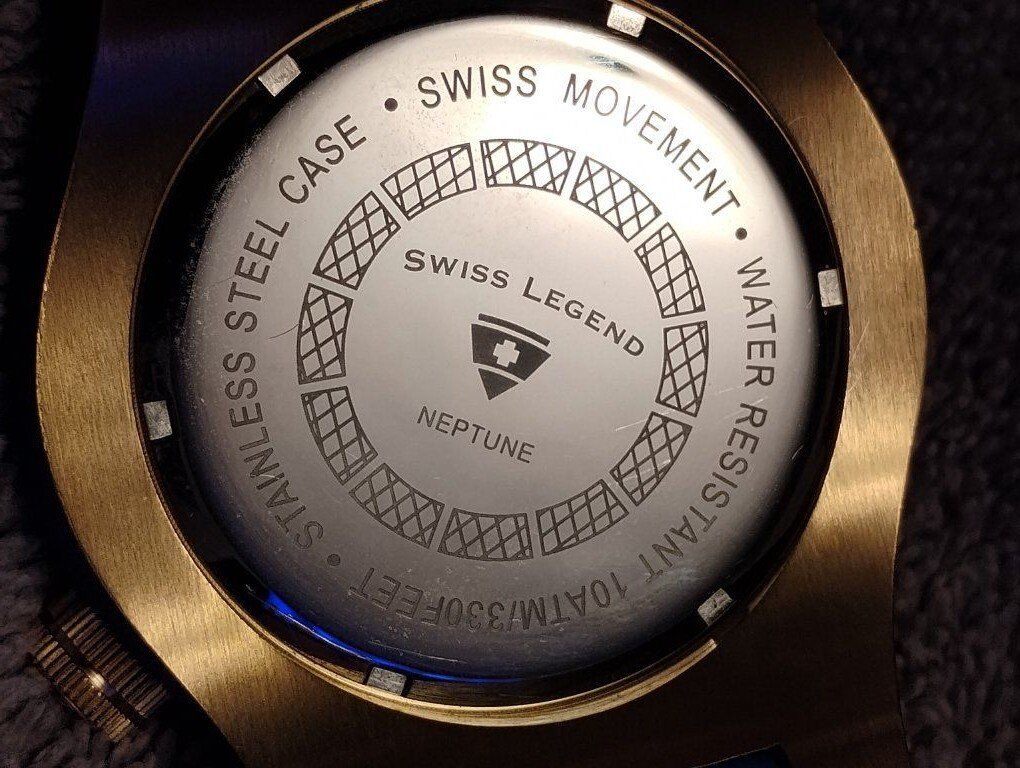 • SWISS MOVEMENT • WATER RESISTANT 10ATM/330FEET • STAINLESS STEEL CASE
SWISS LEGEND
NEPTUNE